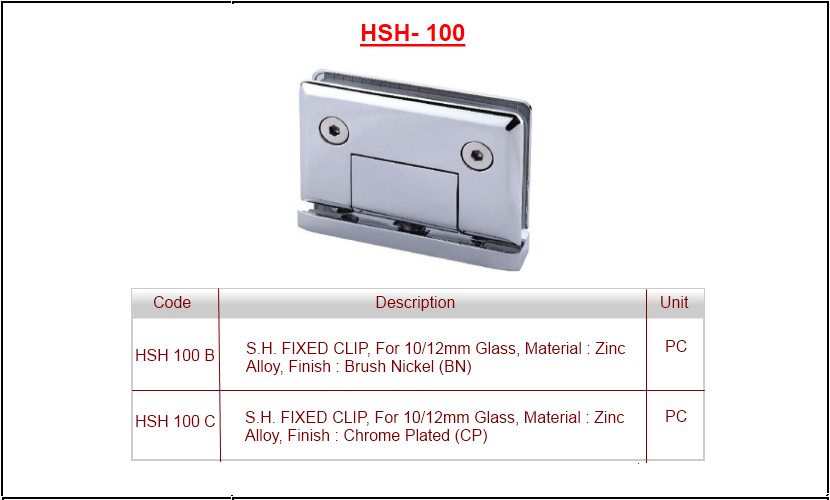 HSH- 100
Code Description Unit
HSH 100 B S.H. FIXED CLIP, For 10/12mm Glass, Material : Zinc PC
Alloy, Finish : Brush Nickel (BN)
HSH 100 C S.H. FIXED CLIP, For 10/12mm Glass, Material : Zinc PC
Alloy, Finish : Chrome Plated (CP)